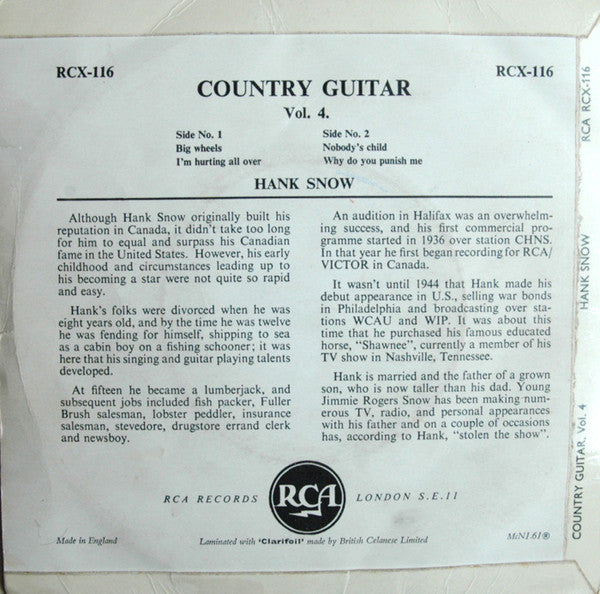 RCX-116
RCX-116
COUNTRY GUITAR
Vol. 4.
Side No. 1
Big wheels
I'm hurting all over
Side No. 2
Nobody's child
Why do you punish me
HANK SNOW
Although Hank Snow originally built his
reputation in Canada, it didn't take too long
for him to equal and surpass his Canadian
fame in the United States. However, his early
childhood and circumstances leading up to
his becoming a star were not quite so rapid
and easy.
Hank's folks were divorced when he was
eight years old, and by the time he was twelve
he was fending for himself, shipping to sea
as a cabin boy on a fishing schooner; it was
here that his singing and guitar playing talents
developed.
At fifteen he became a lumberjack, and
subsequent jobs included fish packer, Fuller
Brush salesman, lobster peddler, insurance
salesman, stevedore, drugstore errand clerk
and newsboy.
An audition in Halifax was an overwhelm-
ing success, and his first commercial pro-
gramme started in 1936 over station CHNS.
In that year he first began recording for RCA/
VICTOR in Canada.
It wasn't until 1944 that Hank made his
debut appearance in U.S., selling war bonds
in Philadelphia and broadcasting over sta-
tions WCAU and WIP. It was about this
time that he purchased his famous educated
horse, "Shawnee", currently a member of his
TV show in Nashville, Tennessee.
Hank is married and the father of a grown
son, who is now taller than his dad. Young
Jimmie Rogers Snow has been making num-
erous TV, radio, and personal appearances
with his father and on a couple of occasions
has, according to Hank, "stolen the show".
RCA RECORDS
RCA
LONDON S.E.11
Made in England
Laminated with 'Clarifoil' made by British Celanese Limited
McNJ-61®
COUNTRY GUITAR, Vol. 4
HANK SNOW
RCA RCX-116